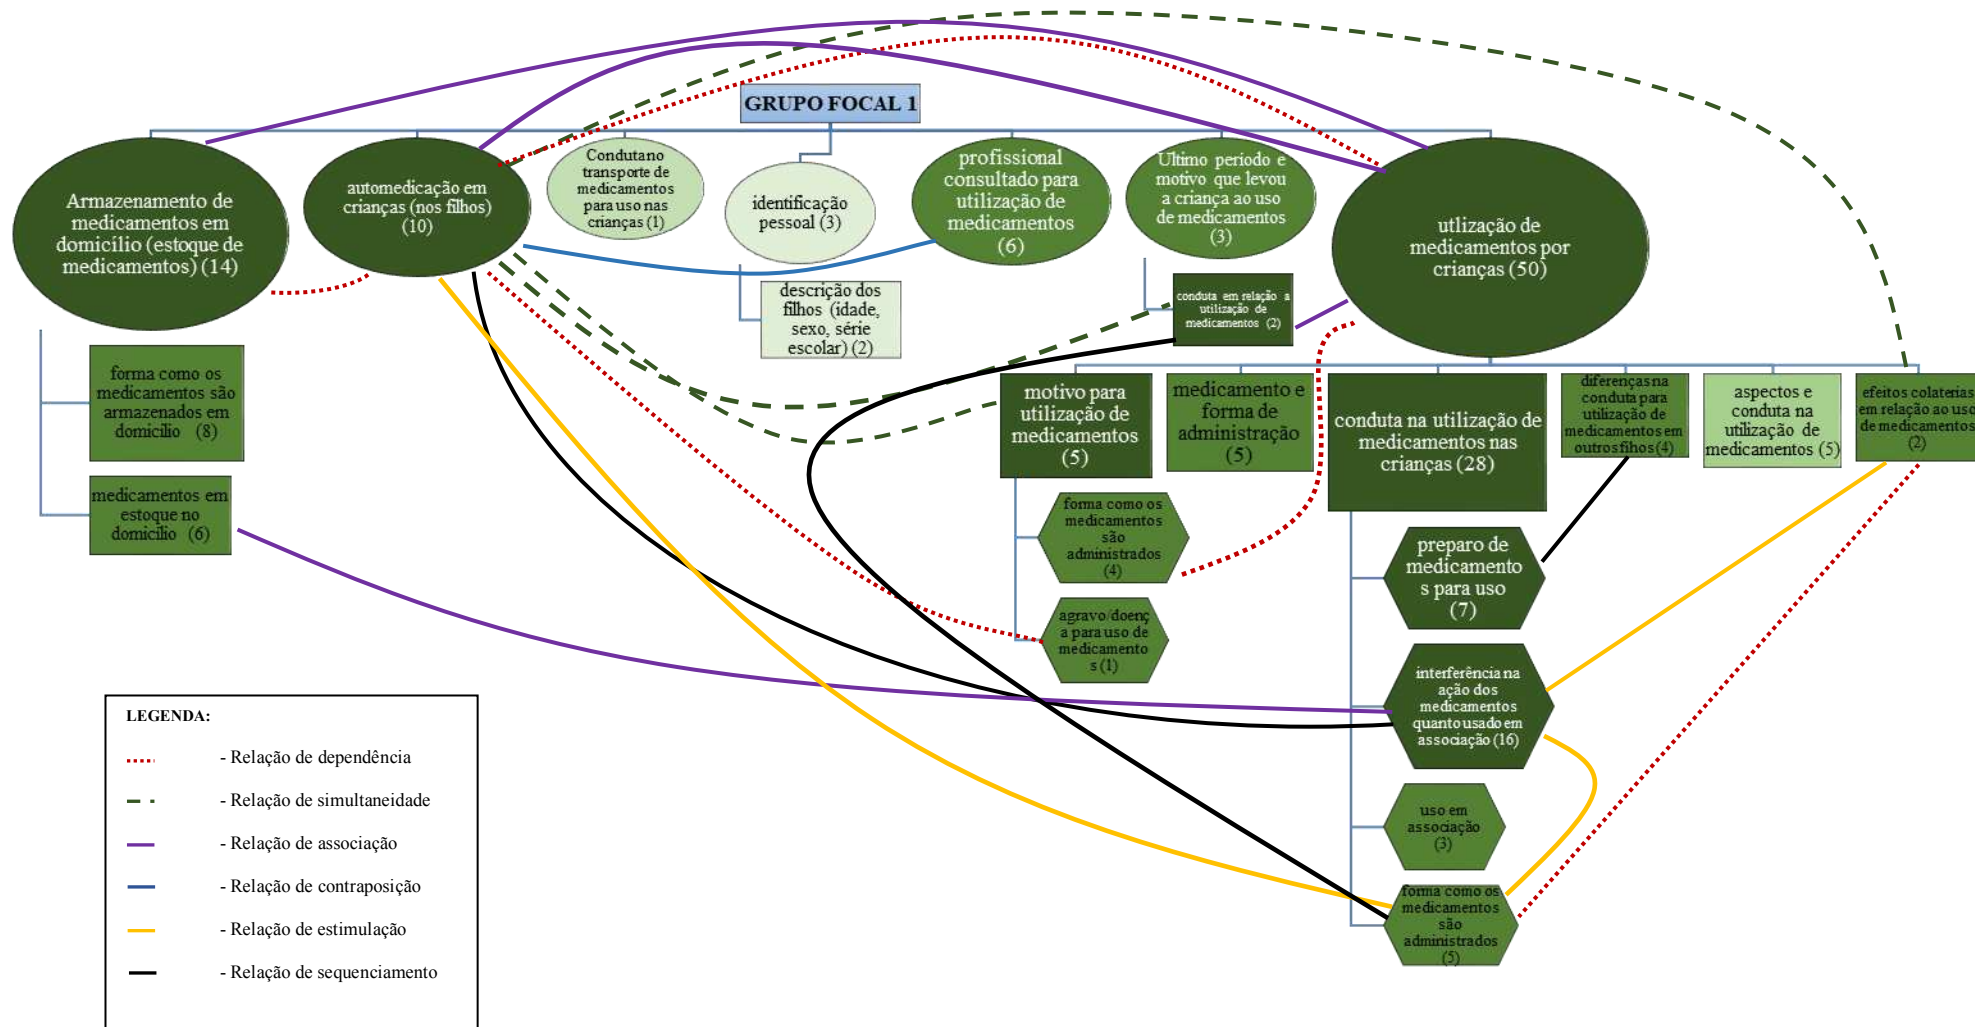 GRUPO FOCAL 1
Armazenamento de
medicamentos em
domicílio (estoque de
medicamentos) (14)
automedicação em
crianças (nos filhos)
(10)
Condutano
transporte de
medicamentos
para uso nas
crianças (1)
identificação
pessoal (3)
profissional
consultado para
utilização de
medicamentos
(6)
Ultimo periodo e
motivo que levou
a criança ao uso
de medicamentos
(3)
utlização de
medicamentos por
crianças (50)
descrição dos
filhos (idade,
sexo, série
escolar) (2)
conduta em relação a
utilização de
medicamentos (2)
forma como os
medicamentos são
armazenados em
domicílio (8)
medicamentos em
estoque no
domicílio (6)
motivo para
utilização de
medicamentos
(5)
medicamento e
forma de
administração
(5)
conduta na utilização de
medicamentos nas
crianças (28)
diferenças na
conduta para
utilização de
medicamentos em
outros filhos (4)
aspectos e
conduta na
utilização de
medicamentos (5)
efeitos colaterias
em relação ao uso
de medicamentos
(2)
forma como os
medicamentos
são
administrados
(4)
agravo/doenç
a para uso de
medicamento
s (1)
preparo de
medicamento
s para uso
(7)
interferência na
ação dos
medicamentos
quanto usado em
associação (16)
uso em
associação
(3)
forma como os
medicamentos
são
administrados
(5)
LEGENDA:
- Relação de dependência
- Relação de simultaneidade
- Relação de associação
- Relação de contraposição
- Relação de estimulação
- Relação de sequenciamento